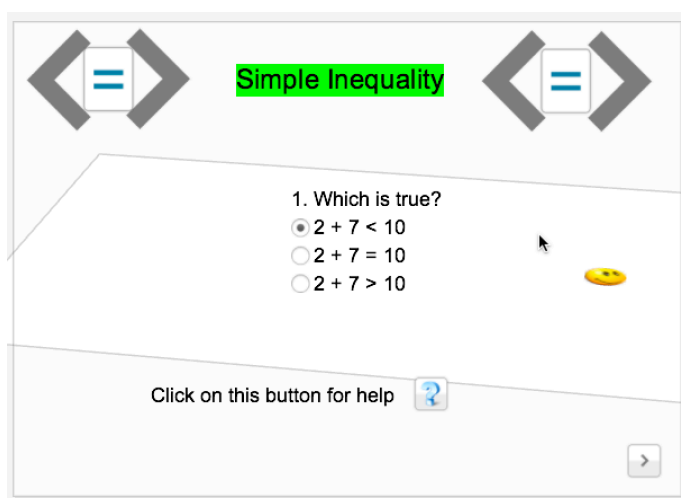 Simple Inequality
1. Which is true?
2 + 7 < 10
2 + 7 = 10
2 + 7 > 10
Click on this button for help